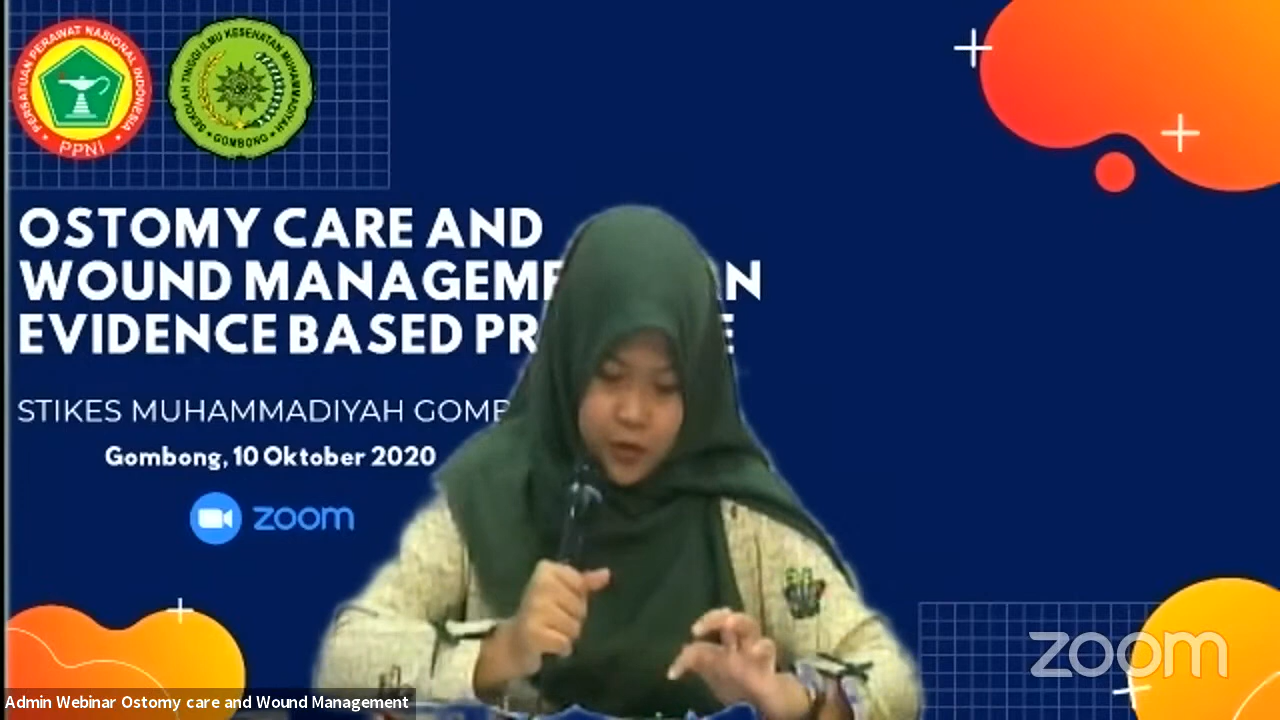 PERSATUAN PERAWAT NASIONAL INDONESIA
PPNI
SEKOLAH TINGGI ILMU KESEHATAN MUHAMMADIYAH
GOMBONG
OSTOMY CARE AND
WOUND MANAGEME N
EVIDENCE BASED PR E
STIKES MUHAMMADIYAH GOMB
Gombong, 10 Oktober 2020
zoom
zoom
Admin Webinar Ostomy care and Wound Management